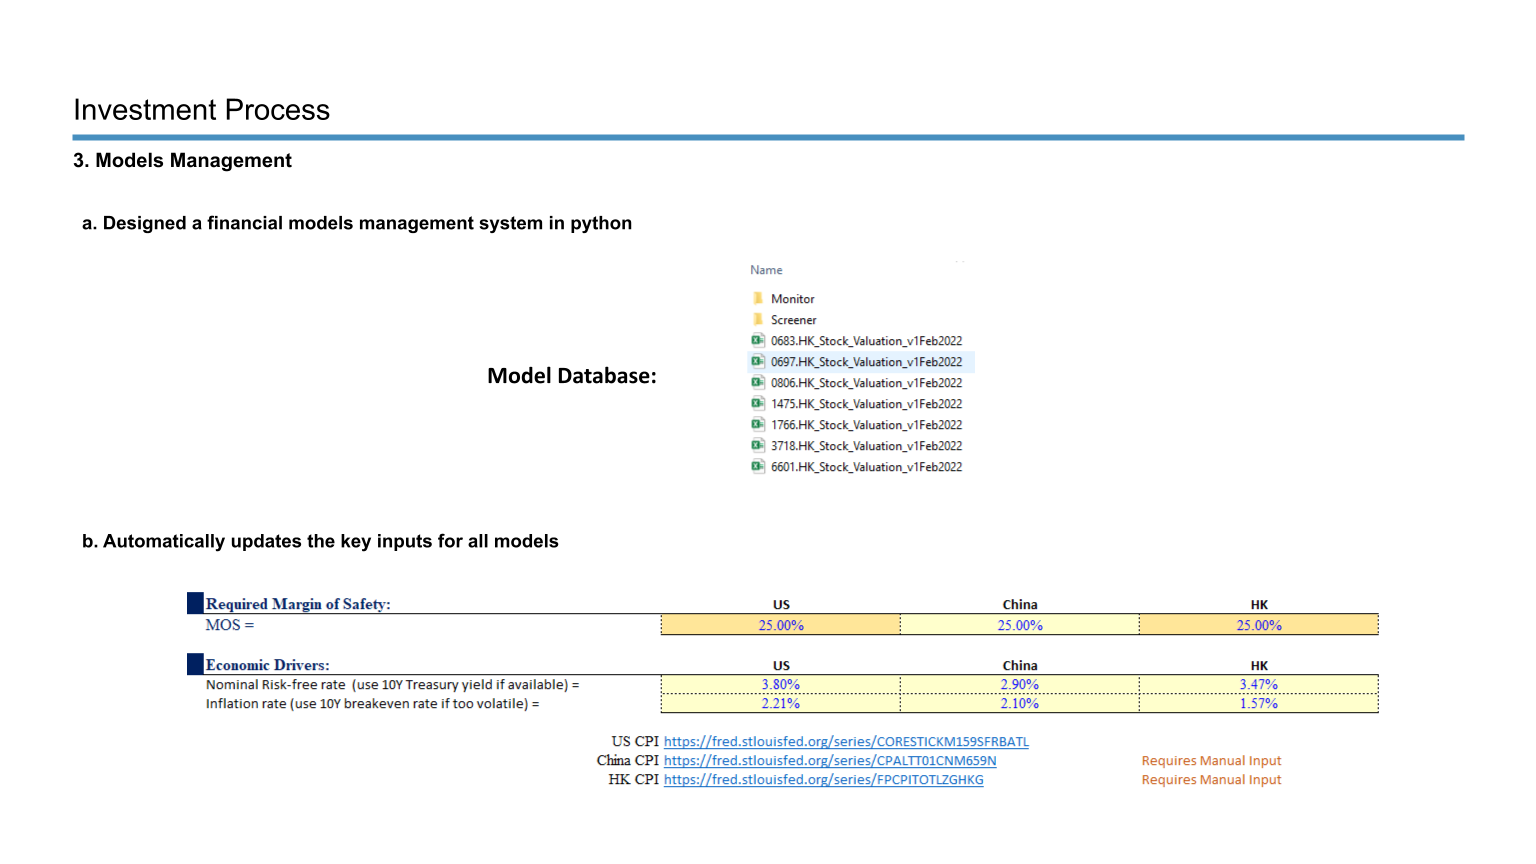 Investment Process
3. Models Management
a. Designed a financial models management system in python
Name
Monitor
Screener
0683.HK_Stock_Valuation_v1Feb2022
0697.HK_Stock_Valuation_v1Feb2022
Model Database:
0806.HK_Stock_Valuation_v1Feb2022
1475.HK_Stock_Valuation_v1Feb2022
1766.HK_Stock_Valuation_v1Feb2022
3718.HK_Stock_Valuation_v1Feb2022
6601.HK_Stock_Valuation_v1Feb2022
b. Automatically updates the key inputs for all models
Required Margin of Safety: US China HK
MOS = 25.00% 25.00% 25.00%
Economic Drivers: US China HK
Nominal Risk-free rate (use 10Y Treasury yield if available) = 3.80% 2.90% 3.47%
Inflation rate (use 10Y breakeven rate if too volatile) = 2.21% 2.10% 1.57%
US CPI https://fred.stlouisfed.org/series/CORESTICKM159SFRBATL
China CPI https://fred.stlouisfed.org/series/CPALTT01CNM659N Requires Manual Input
HK CPI https://fred.stlouisfed.org/series/FPCPITOTLZGHKG Requires Manual Input